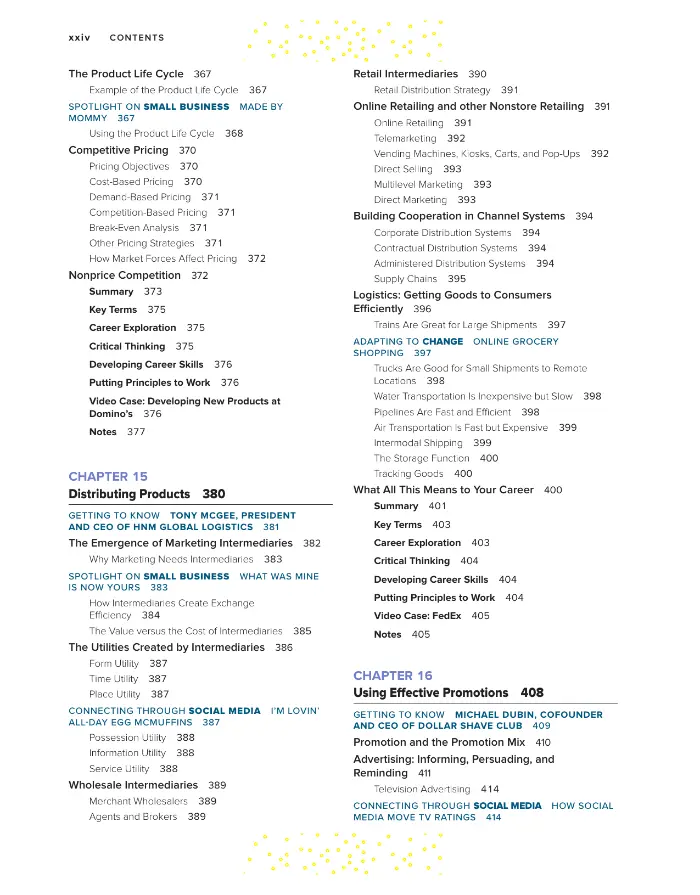 xxiv CONTENTS
The Product Life Cycle 367
Example of the Product Life Cycle 367
SPOTLIGHT ON SMALL BUSINESS MADE BY
MOMMY 367
Using the Product Life Cycle 368
Competitive Pricing 370
Pricing Objectives 370
Cost-Based Pricing 370
Demand-Based Pricing 371
Competition-Based Pricing 371
Break-Even Analysis 371
Other Pricing Strategies 371
How Market Forces Affect Pricing 372
Nonprice Competition 372
Summary 373
Key Terms 375
Career Exploration 375
Critical Thinking 375
Developing Career Skills 376
Putting Principles to Work 376
Video Case: Developing New Products at
Domino's 376
Notes 377
CHAPTER 15
Distributing Products 380
GETTING TO KNOW TONY MCGEE, PRESIDENT
AND CEO OF HNM GLOBAL LOGISTICS 381
The Emergence of Marketing Intermediaries 382
Why Marketing Needs Intermediaries 383
SPOTLIGHT ON SMALL BUSINESS WHAT WAS MINE
IS NOW YOURS 383
How Intermediaries Create Exchange
Efficiency 384
The Value versus the Cost of Intermediaries 385
The Utilities Created by Intermediaries 386
Form Utility 387
Time Utility 387
Place Utility 387
CONNECTING THROUGH SOCIAL MEDIA I'M LOVIN'
ALL-DAY EGG MCMUFFINS 387
Possession Utility 388
Information Utility 388
Service Utility 388
Wholesale Intermediaries 389
Merchant Wholesalers 389
Agents and Brokers 389
Retail Intermediaries 390
Retail Distribution Strategy 391
Online Retailing and other Nonstore Retailing 391
Online Retailing 391
Telemarketing 392
Vending Machines, Kiosks, Carts, and Pop-Ups 392
Direct Selling 393
Multilevel Marketing 393
Direct Marketing 393
Building Cooperation in Channel Systems 394
Corporate Distribution Systems 394
Contractual Distribution Systems 394
Administered Distribution Systems 394
Supply Chains 395
Logistics: Getting Goods to Consumers
Efficiently 396
Trains Are Great for Large Shipments 397
ADAPTING TO CHANGE ONLINE GROCERY
SHOPPING 397
Trucks Are Good for Small Shipments to Remote
Locations 398
Water Transportation Is Inexpensive but Slow 398
Pipelines Are Fast and Efficient 398
Air Transportation Is Fast but Expensive 399
Intermodal Shipping 399
The Storage Function 400
Tracking Goods 400
What All This Means to Your Career 400
Summary 401
Key Terms 403
Career Exploration 403
Critical Thinking 404
Developing Career Skills 404
Putting Principles to Work 404
Video Case: FedEx 405
Notes 405
CHAPTER 16
Using Effective Promotions 408
GETTING TO KNOW MICHAEL DUBIN, COFOUNDER
AND CEO OF DOLLAR SHAVE CLUB 409
Promotion and the Promotion Mix 410
Advertising: Informing, Persuading, and
Reminding 411
Television Advertising 414
CONNECTING THROUGH SOCIAL MEDIA HOW SOCIAL
MEDIA MOVE TV RATINGS 414